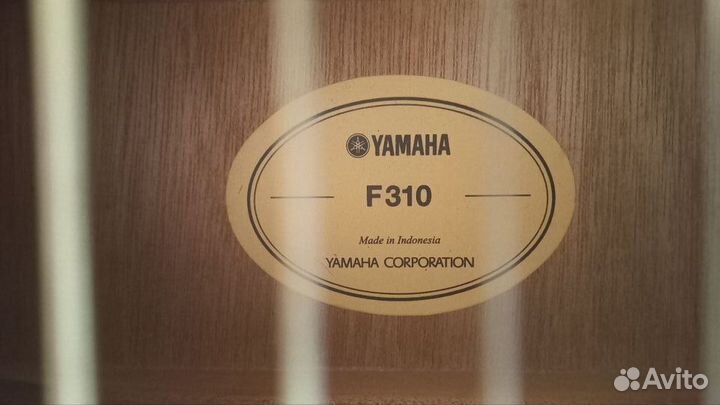 YAMAHA
F310
Made in Indonesia
YAMAHA CORPORATION
Avito